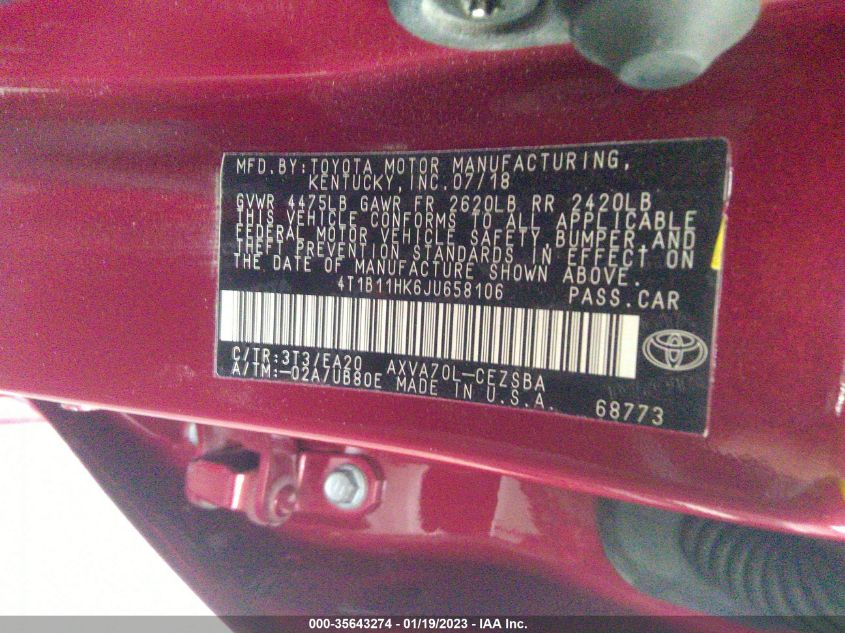 MFD.BY:TOYOTA MOTOR MANUFACTURING,
KENTUCKY, INC. 07/18
GVWR 4475LB GAWR FR 2620LB RR 2420LB
THIS VEHICLE CONFORMS TO ALL APPLICABLE
FEDERAL MOTOR VEHICLE SAFETY, BUMPER, AND
THEFT PREVENTION STANDARDS IN EFFECT ON
THE DATE OF MANUFACTURE SHOWN ABOVE.
4T1B11HK6JU658106 PASS.CAR
C/TR:3T3/EA20 AXVA70L-CEZSBA
A/TM:-02A/UB80E MADE IN U.S.A. 68773
000-35643274 / 01/19/2023 / IAA Inc.